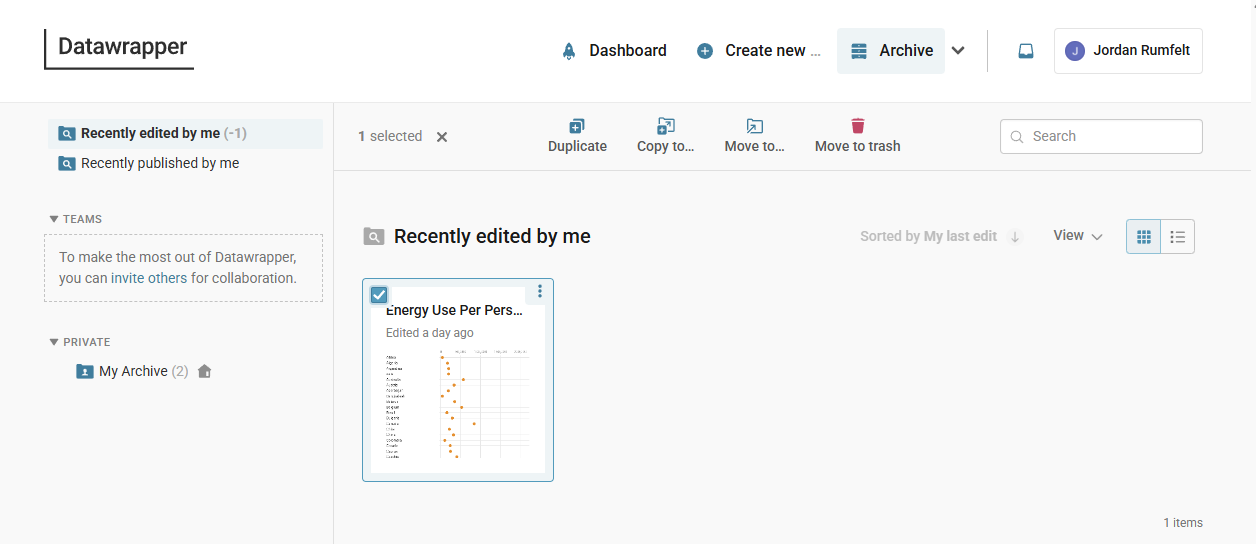 Datawrapper
Dashboard
Create new ...
Archive
J
Jordan Rumfelt
Recently edited by me (-1)
Recently published by me
TEAMS
To make the most out of Datawrapper,
you can invite others for collaboration.
PRIVATE
My Archive (2)
1 selected
Duplicate
Copy to...
Move to...
Move to trash
Search
Recently edited by me
Sorted by My last edit
View
Energy Use Per Pers...
Edited a day ago
1 items